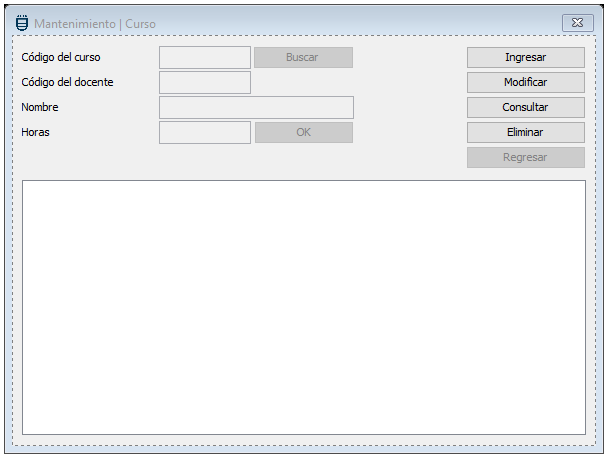 Mantenimiento | Curso
Código del curso Buscar Ingresar
Código del docente Modificar
Nombre Consultar
Horas OK Eliminar
Regresar